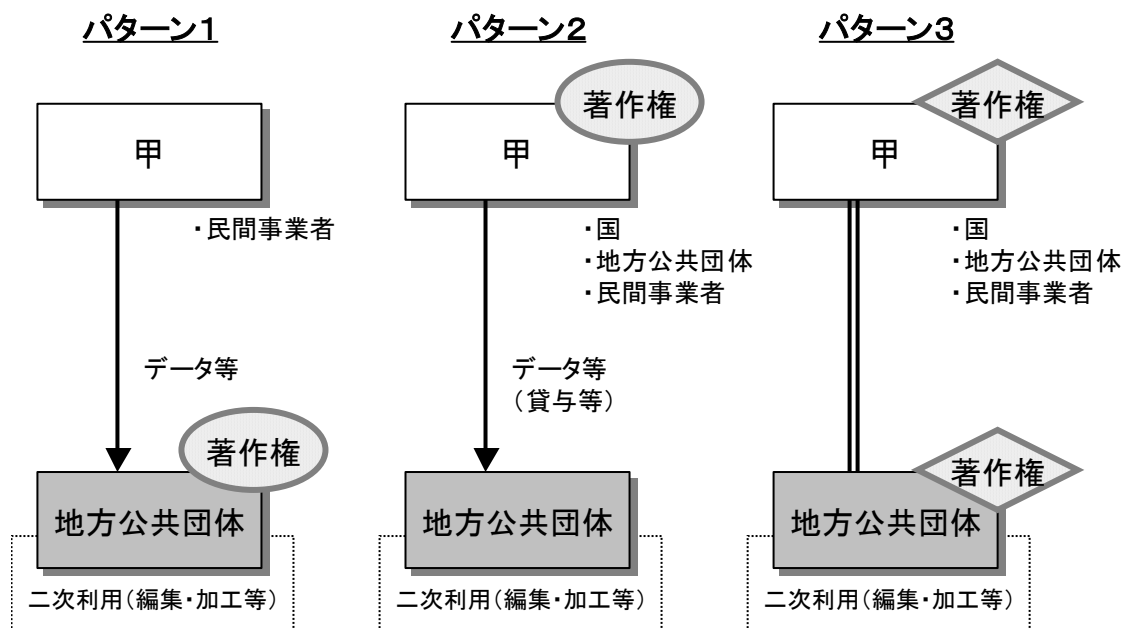 パターン1
甲
・民間事業者
データ等
著作権
地方公共団体
二次利用(編集・加工等)
パターン2
著作権
甲
・国
・地方公共団体
・民間事業者
データ等
(貸与等)
地方公共団体
二次利用(編集・加工等)
パターン3
著作権
甲
・国
・地方公共団体
・民間事業者
著作権
地方公共団体
二次利用(編集・加工等)